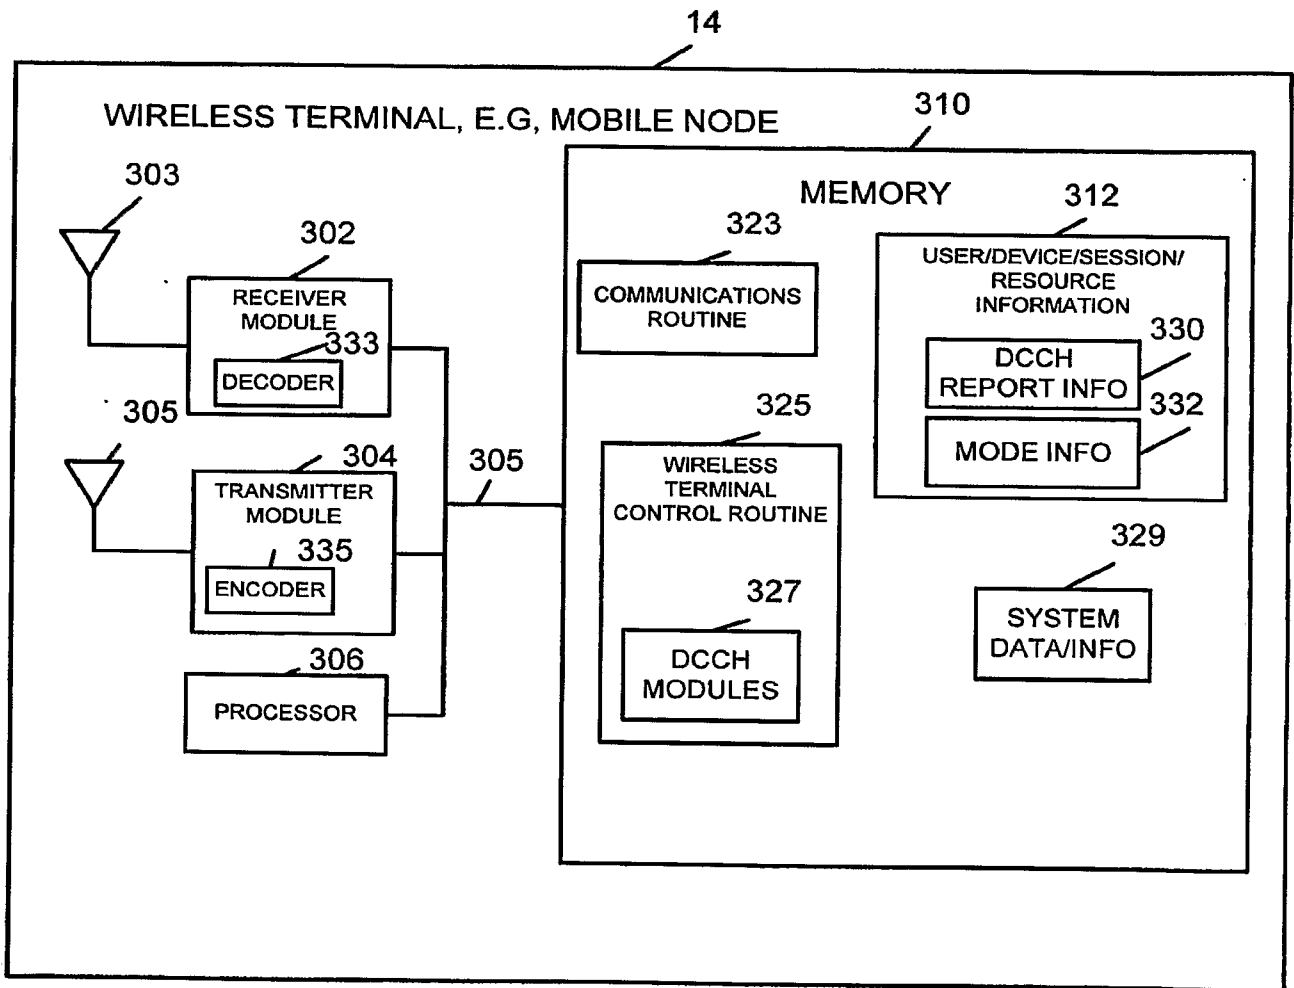 14
WIRELESS TERMINAL, E.G, MOBILE NODE
310
303
MEMORY
312
302
323
USER/DEVICE/SESSION/
RESOURCE
INFORMATION
RECEIVER
MODULE
333
DECODER
COMMUNICATIONS
ROUTINE
330
DCCH
REPORT INFO
332
MODE INFO
305
325
304
305
WIRELESS
TERMINAL
CONTROL ROUTINE
TRANSMITTER
MODULE
335
ENCODER
329
SYSTEM
DATA/INFO
327
DCCH
MODULES
306
PROCESSOR